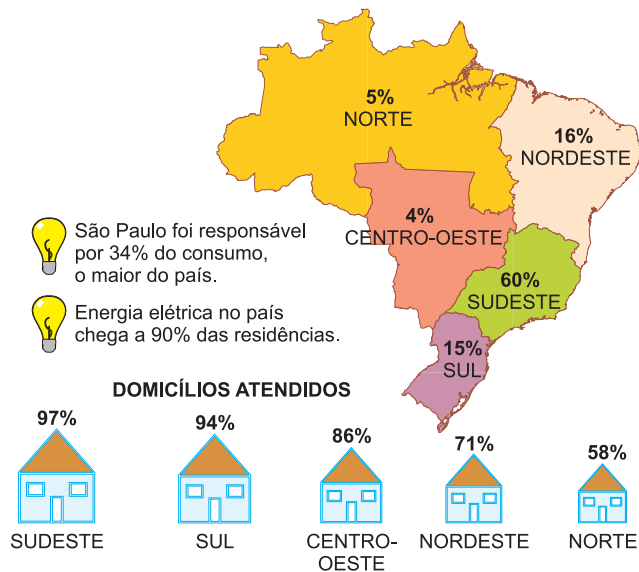 5%
NORTE
16%
NORDESTE
4%
CENTRO-OESTE
60%
SUDESTE
15%
SUL
São Paulo foi responsável
por 34% do consumo,
o maior do país.
Energia elétrica no país
chega a 90% das residências.
DOMICÍLIOS ATENDIDOS
97%
SUDESTE
94%
SUL
86%
CENTRO-
OESTE
71%
NORDESTE
58%
NORTE